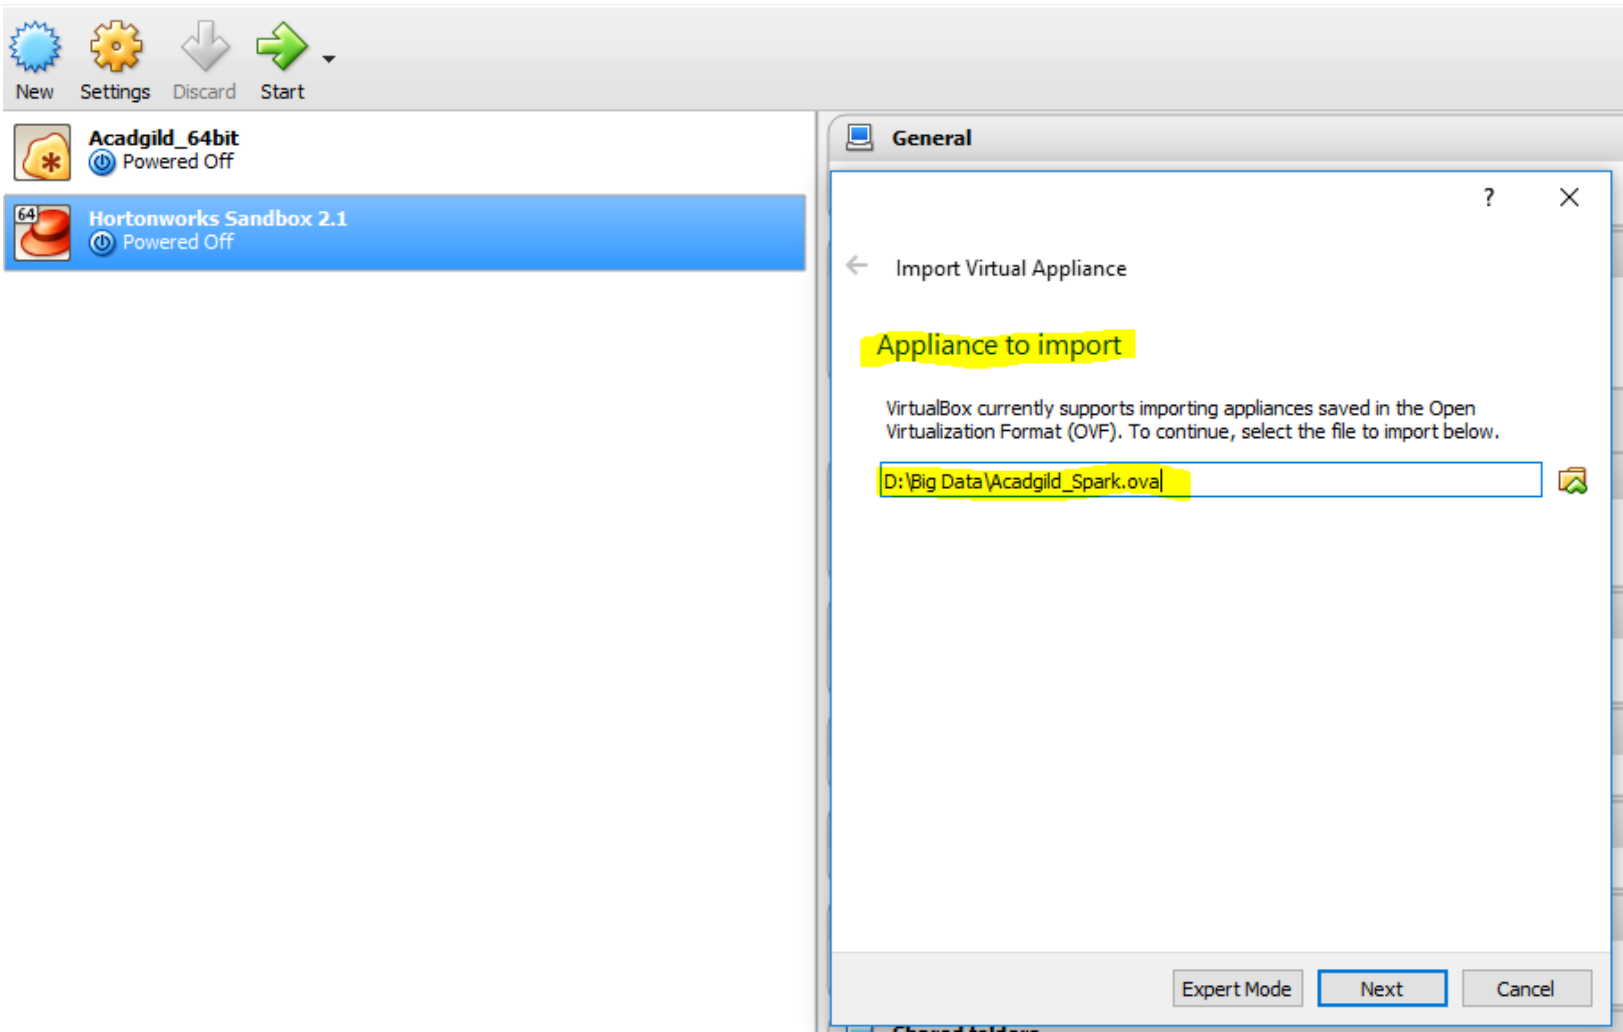 New Settings Discard Start
Acadgild_64bit
Powered Off
64
Hortonworks Sandbox 2.1
Powered Off
General
?
Import Virtual Appliance
Appliance to import
VirtualBox currently supports importing appliances saved in the Open
Virtualization Format (OVF). To continue, select the file to import below.
D:\Big Data\Acadgild_Spark.ova
Expert Mode Next Cancel
Shared folders